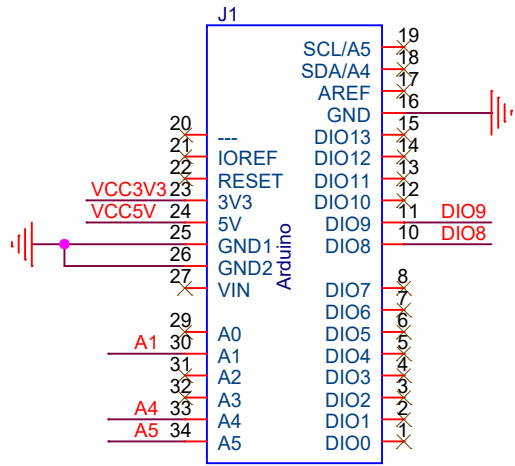 J1
SCL/A5 19
SDA/A4 18
AREF 17
GND 16
20 --- DIO13 15
21 IOREF DIO12 14
22 RESET DIO11 13
VCC3V3 23 3V3 DIO10 12
VCC5V 24 5V DIO9 11 DIO9
25 GND1 DIO8 10 DIO8
26 GND2
27 VIN DIO7 8
DIO6 7
29 A0 DIO5 6
A1 30 A1 DIO4 5
31 A2 DIO3 4
32 A3 DIO2 3
A4 33 A4 DIO1 2
A5 34 A5 DIO0 1
Arduino